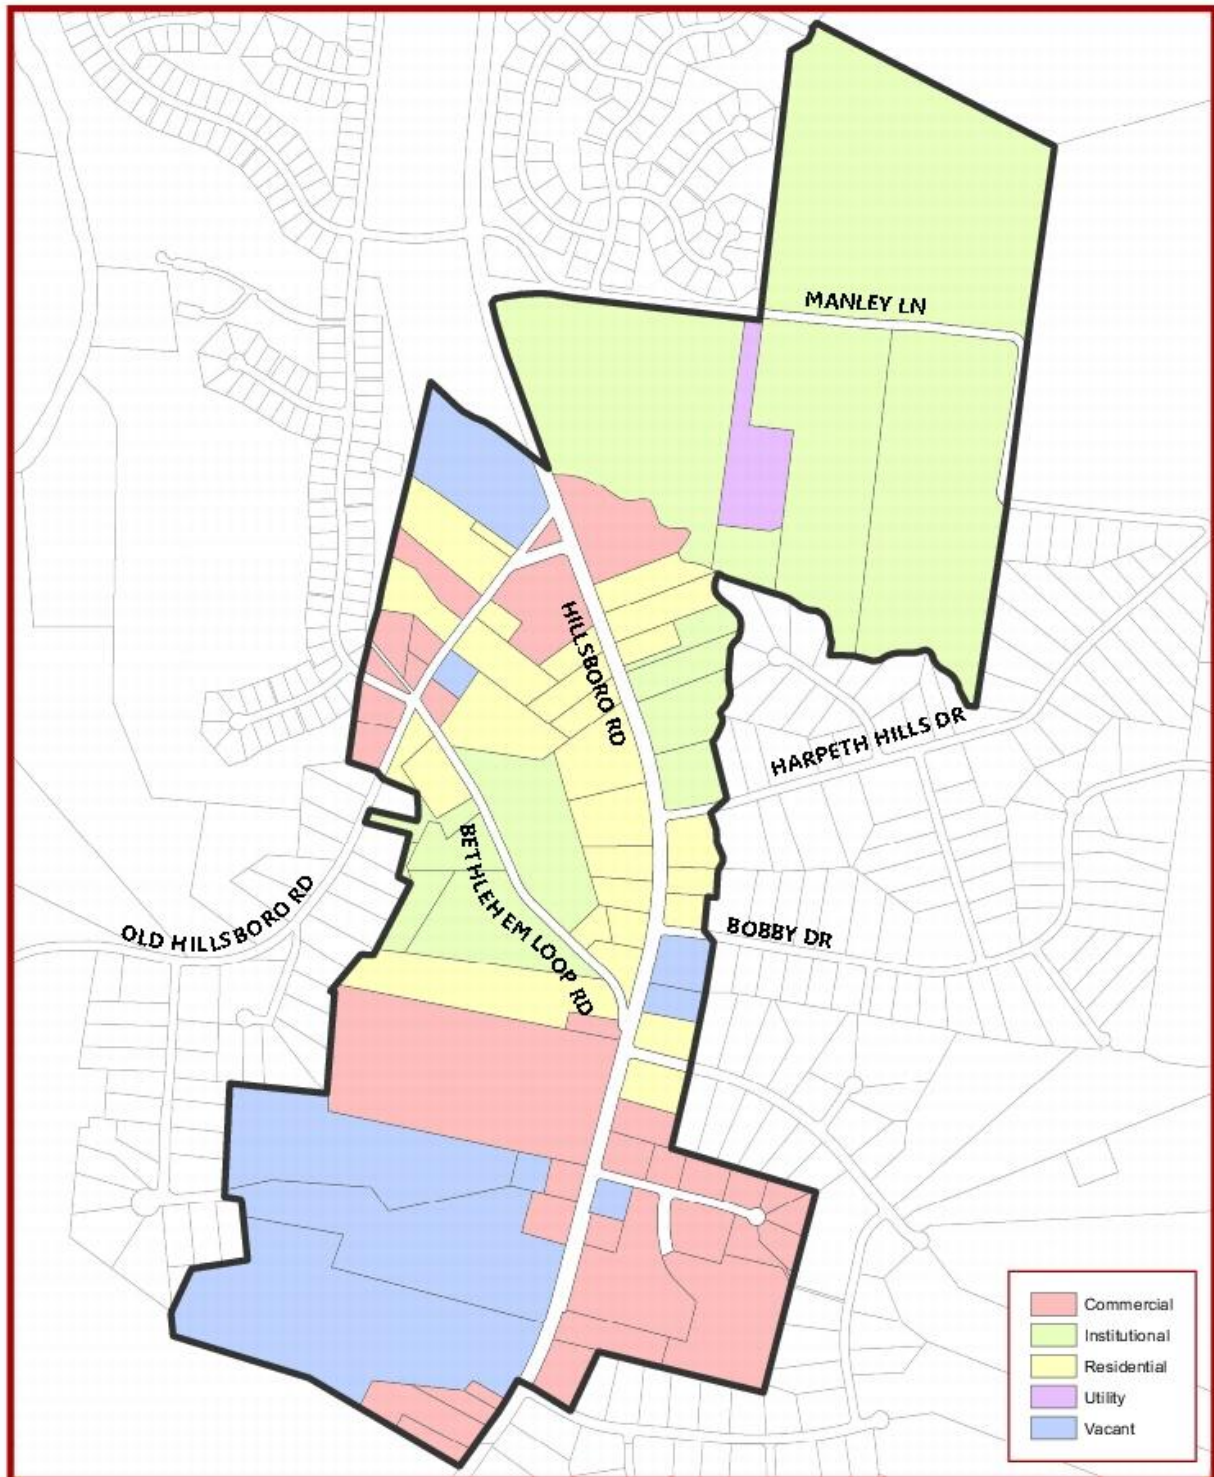 MANLEY LN
HILLSBORO RD
HARPETH HILLS DR
BETHLEHEM LOOP RD
OLD HILLSBORO RD
BOBBY DR
Commercial
Institutional
Residential
Utility
Vacant